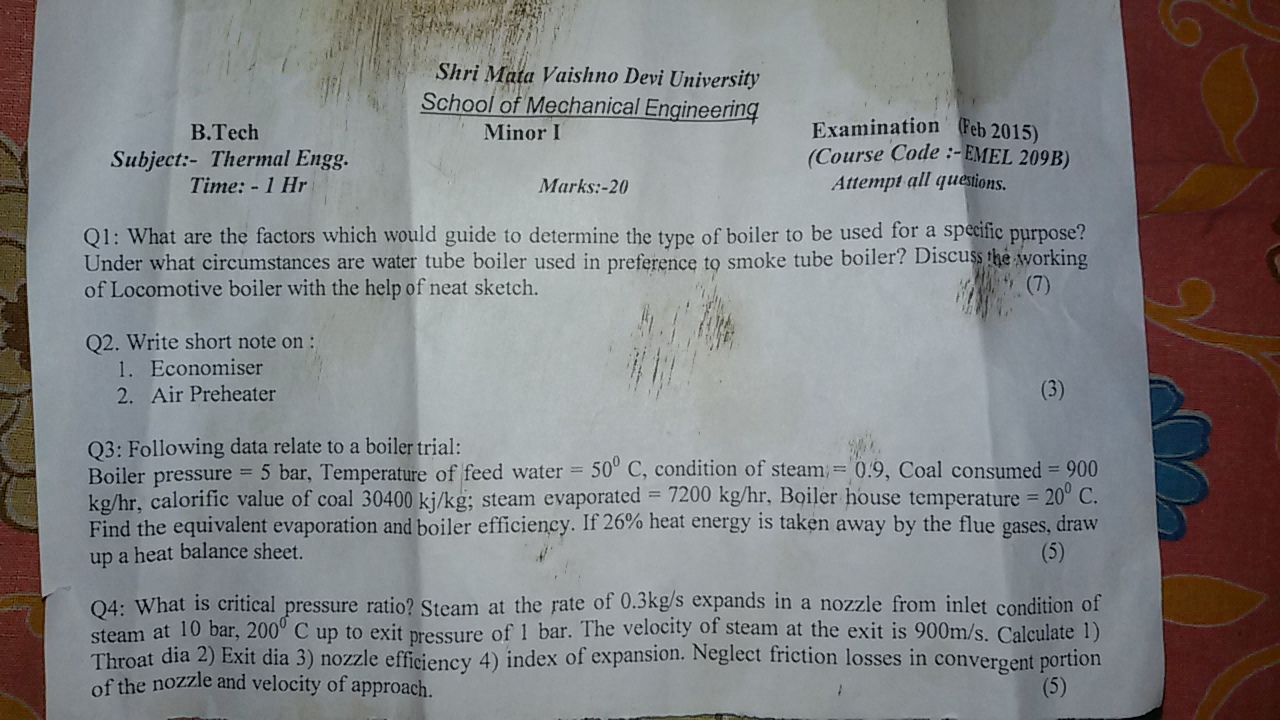 Shri Mata Vaishno Devi University
School of Mechanical Engineering
B.Tech Minor I Examination (Feb 2015)
Subject:- Thermal Engg. (Course Code :- EMEL 209B)
Time: - 1 Hr Marks:-20 Attempt all questions.
Q1: What are the factors which would guide to determine the type of boiler to be used for a specific purpose?
Under what circumstances are water tube boiler used in preference to smoke tube boiler? Discuss the working
of Locomotive boiler with the help of neat sketch. (7)
Q2. Write short note on :
1. Economiser
2. Air Preheater (3)
Q3: Following data relate to a boiler trial:
Boiler pressure = 5 bar, Temperature of feed water = 50⁰ C, condition of steam = 0.9, Coal consumed = 900
kg/hr, calorific value of coal 30400 kj/kg; steam evaporated = 7200 kg/hr, Boiler house temperature = 20⁰ C.
Find the equivalent evaporation and boiler efficiency. If 26% heat energy is taken away by the flue gases, draw
up a heat balance sheet. (5)
Q4: What is critical pressure ratio? Steam at the rate of 0.3kg/s expands in a nozzle from inlet condition of
steam at 10 bar, 200⁰ C up to exit pressure of 1 bar. The velocity of steam at the exit is 900m/s. Calculate 1)
Throat dia 2) Exit dia 3) nozzle efficiency 4) index of expansion. Neglect friction losses in convergent portion
of the nozzle and velocity of approach. (5)